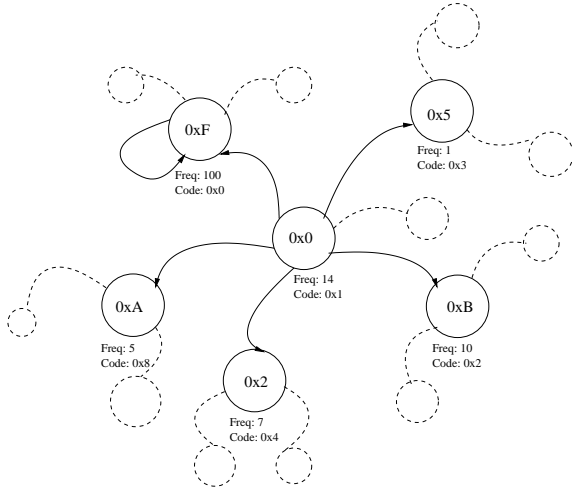 0x5
Freq: 1
Code: 0x3
0xF
Freq: 100
Code: 0x0
0x0
Freq: 14
Code: 0x1
0xA
Freq: 5
Code: 0x8
0xB
Freq: 10
Code: 0x2
0x2
Freq: 7
Code: 0x4